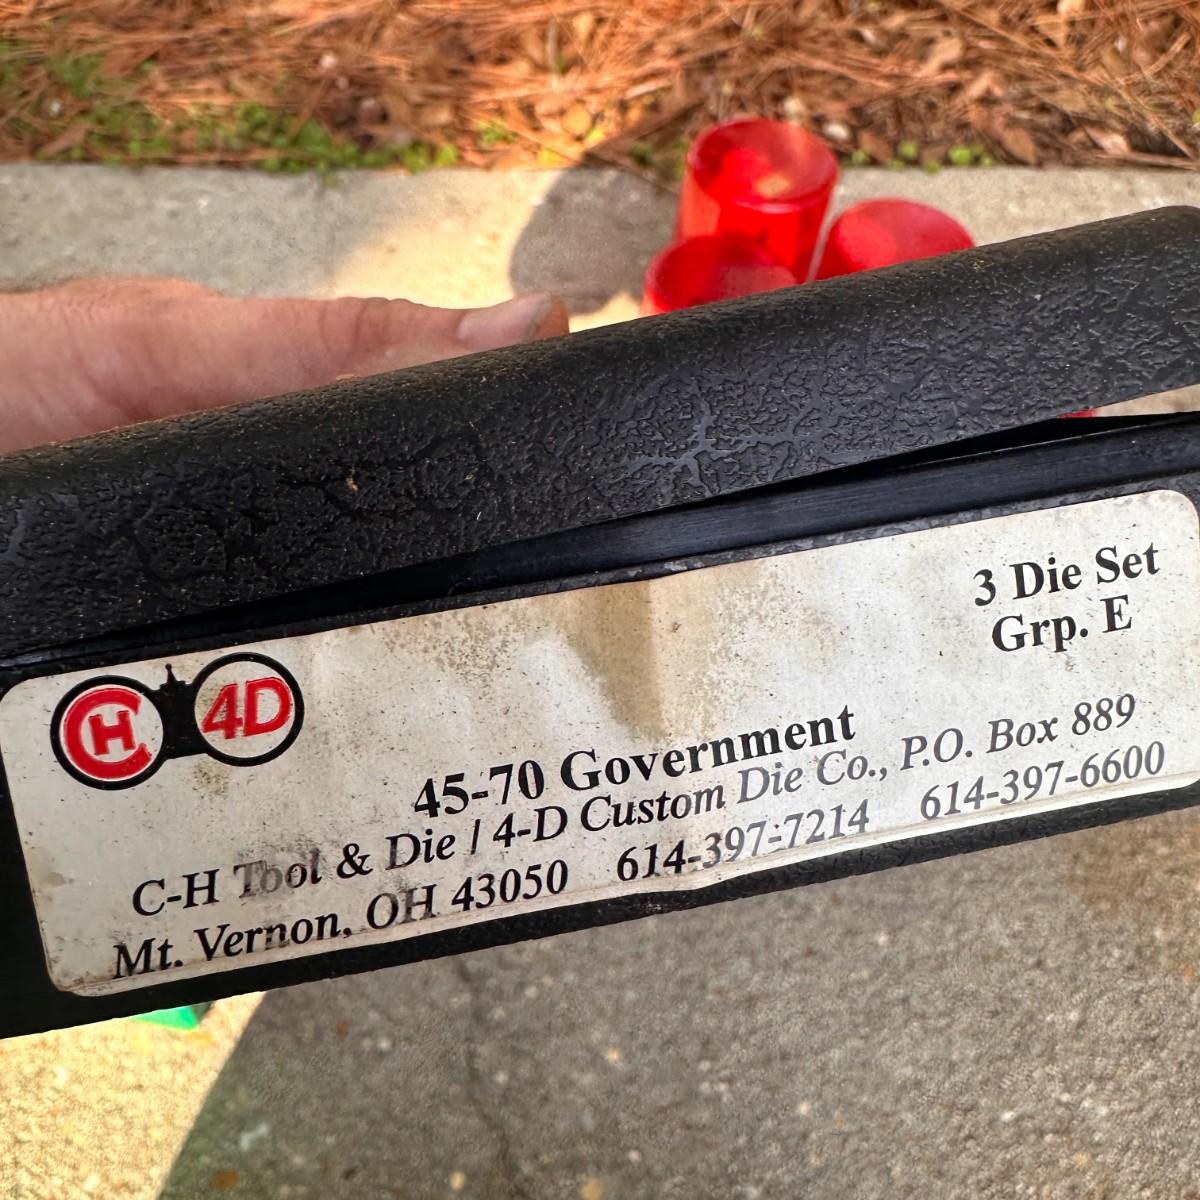 3 Die Set
Grp. E
CH 4D
45-70 Government
C-H Tool & Die / 4-D Custom Die Co., P.O. Box 889
Mt. Vernon, OH 43050 614-397-7214 614-397-6600